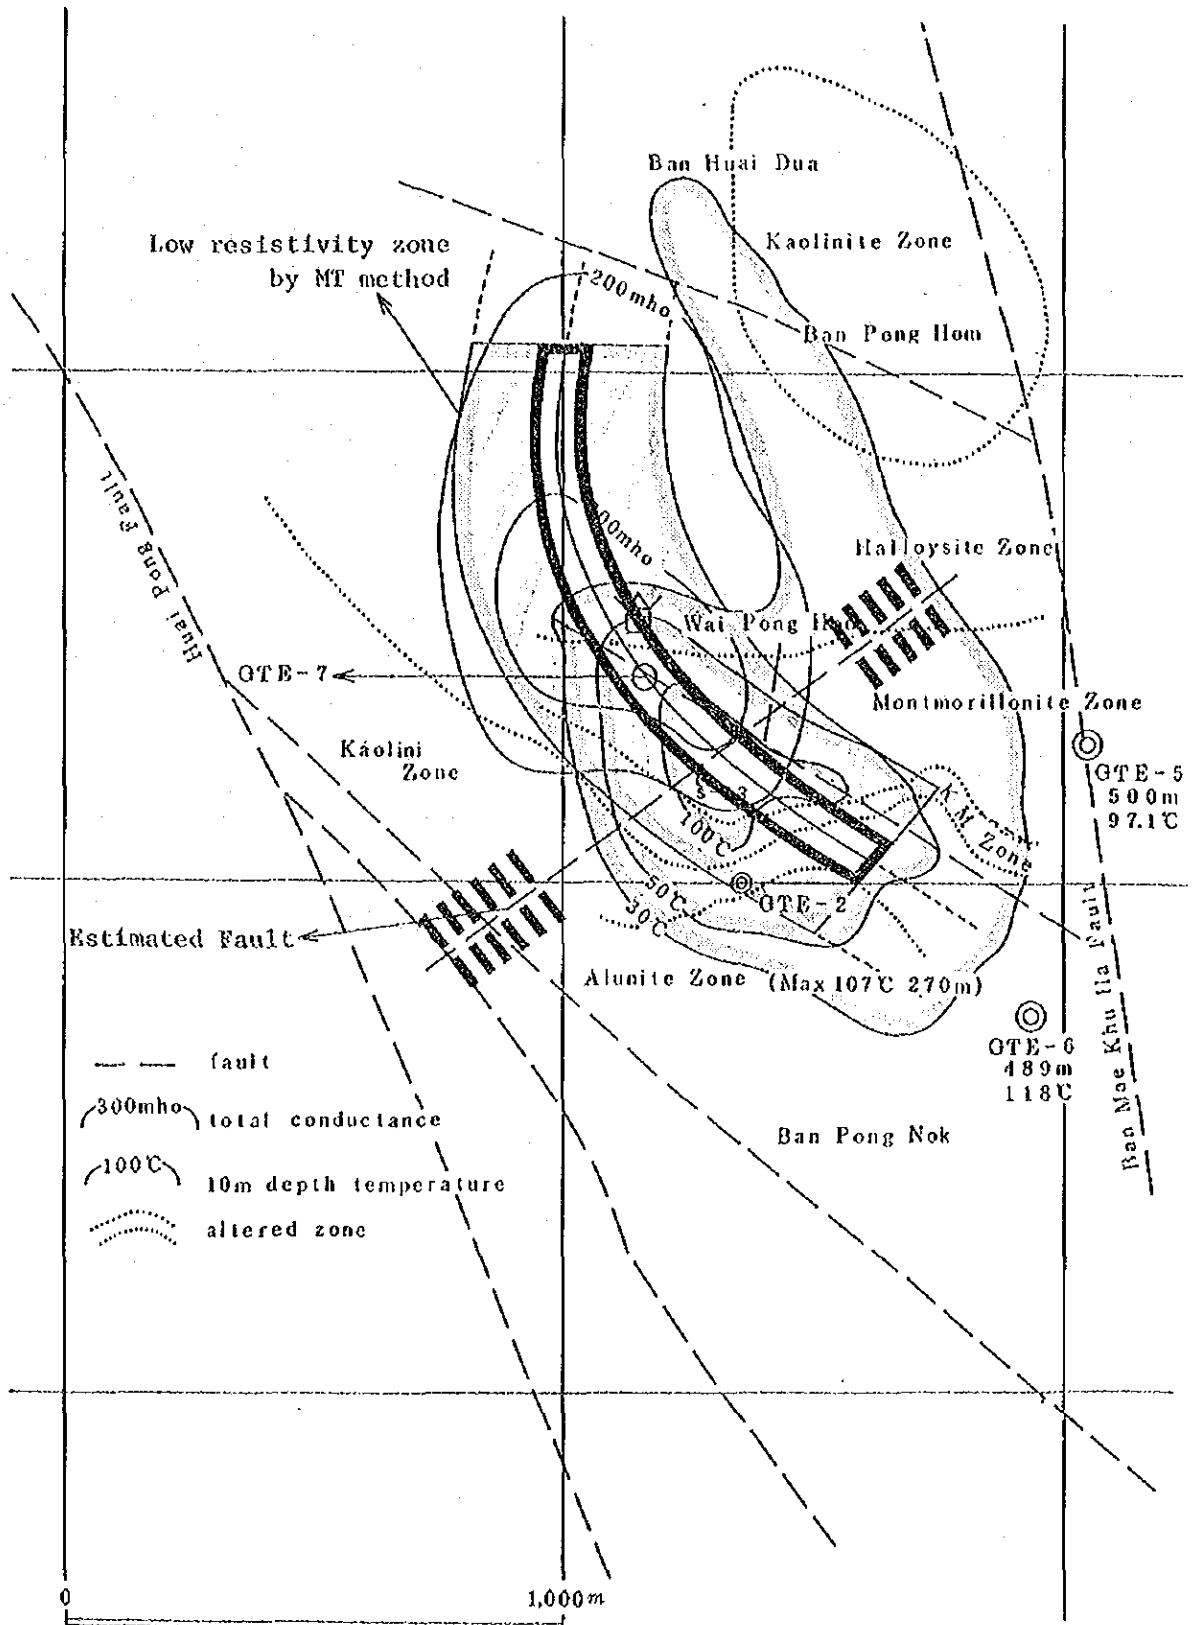 Ban Huai Dua
Low resistivity zone
by MT method
Kaolinite Zone
200mho
Ban Pong Hom
Huai Pong Fault
300mho
Halloysite Zone
Wai Pong Hao
GTE-7
Montmorillonite Zone
Kaolini
Zone
GTE-5
500m
97.1℃
5
3
100℃
K M Zone
50℃
30℃
GTE-2
Estimated Fault
Alunite Zone
(Max 107℃ 270m)
GTE-6
489m
118℃
Ban Mae Khu Ha Fault
fault
300mho
total conductance
Ban Pong Nok
100℃
10m depth temperature
altered zone
0
1,000m